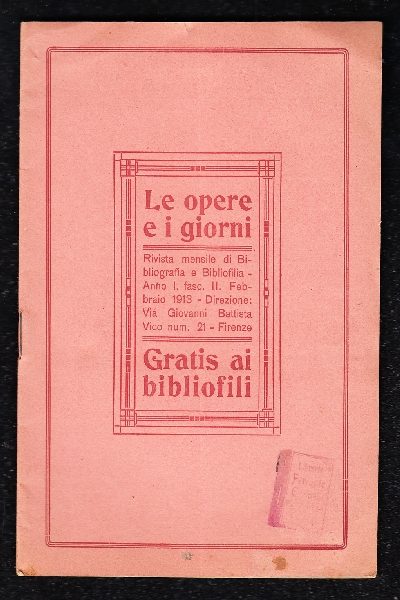 Le opere
e i giorni
Rivista mensile di Bi-
bliografia e Bibliofilia -
Anno I. fasc. II. Feb-
braio 1913 - Direzione:
Via Giovanni Battista
Vico num. 21 - Firenze
Gratis ai
bibliofili